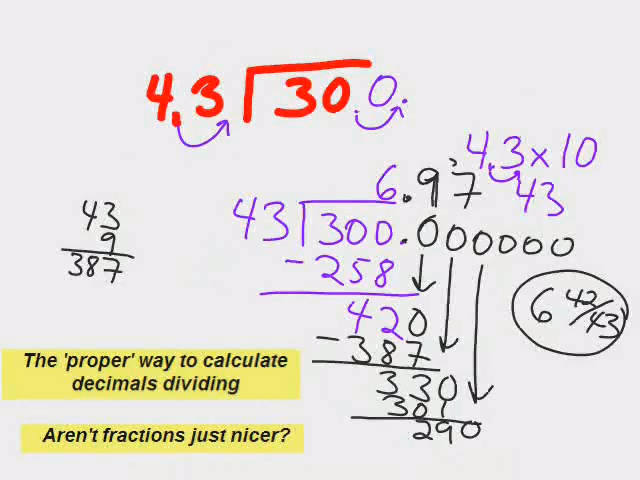 4.3 30 0.
4.3 × 10
43
6.97
43 300.000000
- 258
420
- 387
330
301
290
43
9
387
6 42/43
The 'proper' way to calculate
decimals dividing
Aren't fractions just nicer?